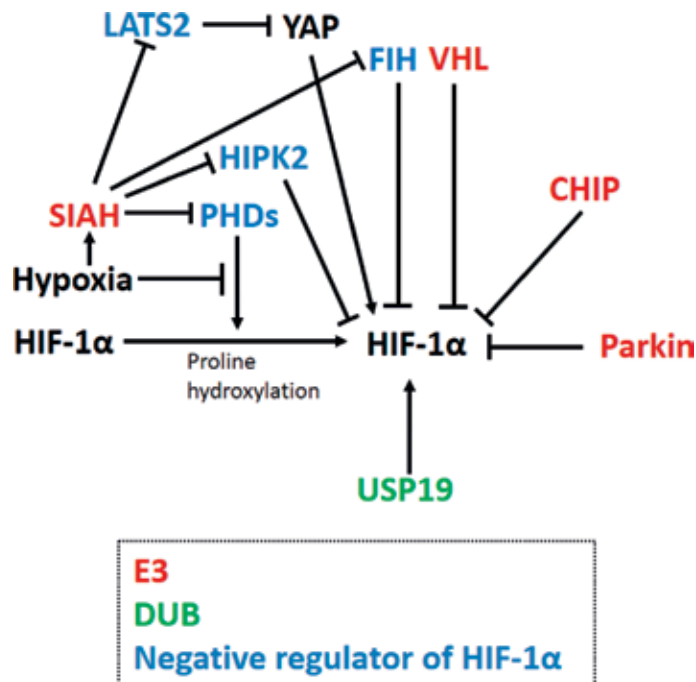 LATS2 YAP
FIH VHL
HIPK2
CHIP
SIAH PHDs
Hypoxia
HIF-1α HIF-1α
Parkin
Proline
hydroxylation
USP19
E3
DUB
Negative regulator of HIF-1α